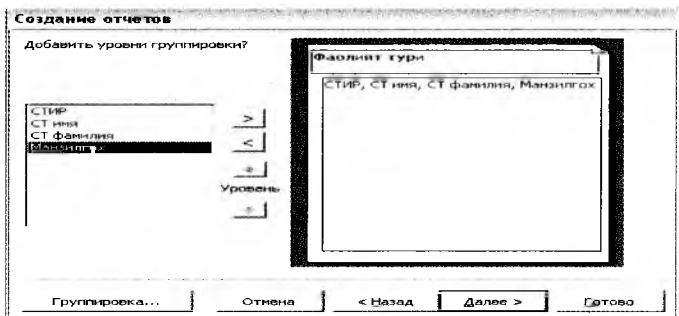 Создание отчетов
Добавить уровни группировки?
Фаолият тури
СТИР, СТ имя, СТ фамилия, Манзилгох
СТИР
СТ имя
СТ фамилия
>
<
Уровень
Группировка...
Отмена
< Назад
Далее >
Готово